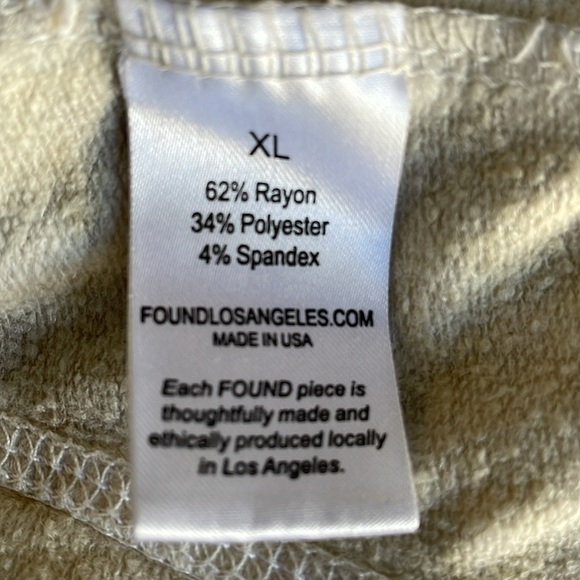 XL
62% Rayon
34% Polyester
4% Spandex
FOUNDLOSANGELES.COM
MADE IN USA
Each FOUND piece is
thoughtfully made and
ethically produced locally
in Los Angeles.